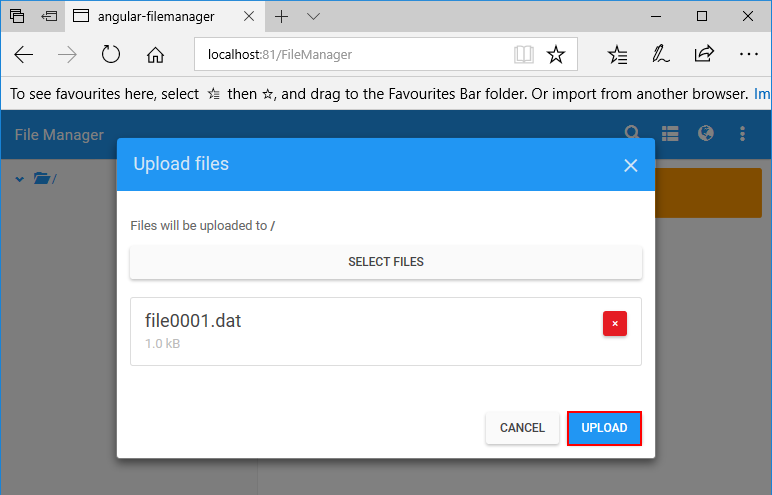 angular-filemanager
localhost:81/FileManager
To see favourites here, select then ☆, and drag to the Favourites Bar folder. Or import from another browser. Im
File Manager
Upload files
/
Files will be uploaded to /
SELECT FILES
file0001.dat
1.0 kB
CANCEL
UPLOAD